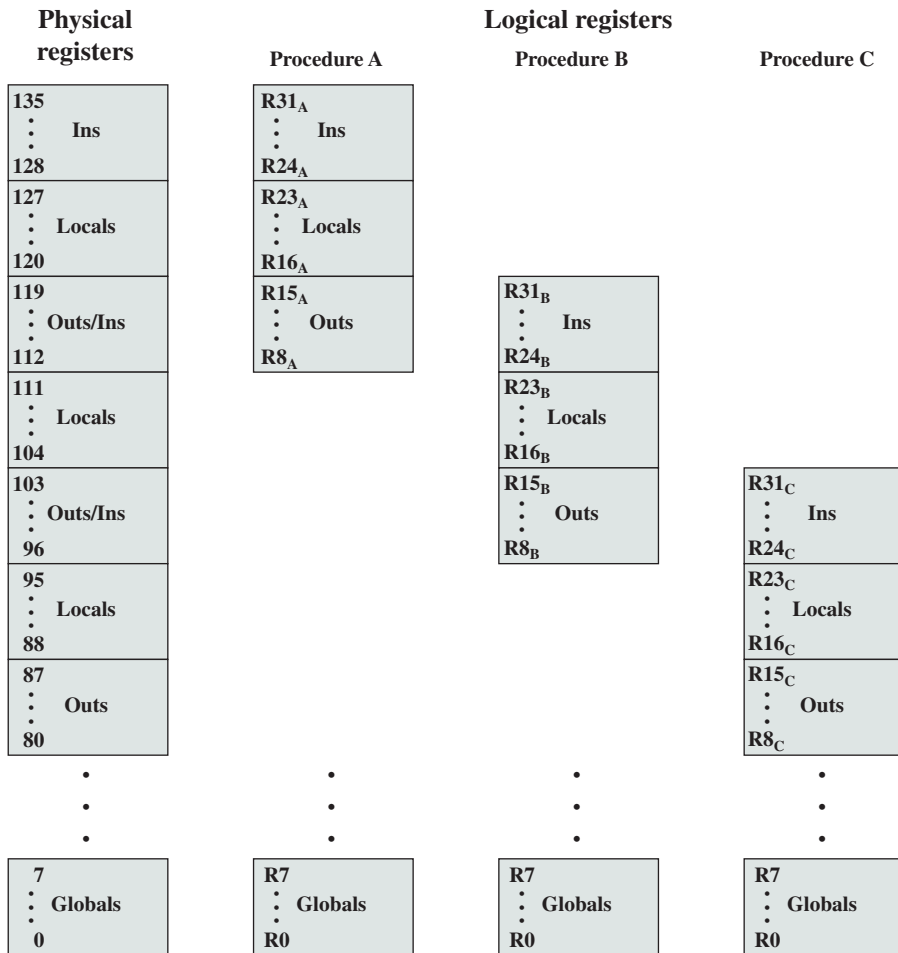 Physical registers
Logical registers
Procedure A
Procedure B
Procedure C
135
Ins
128
127
Locals
120
119
Outs/Ins
112
111
Locals
104
103
Outs/Ins
96
95
Locals
88
87
Outs
80
7
Globals
0
R31A
Ins
R24A
R23A
Locals
R16A
R15A
Outs
R8A
R7
Globals
R0
R31B
Ins
R24B
R23B
Locals
R16B
R15B
Outs
R8B
R7
Globals
R0
R31C
Ins
R24C
R23C
Locals
R16C
R15C
Outs
R8C
R7
Globals
R0